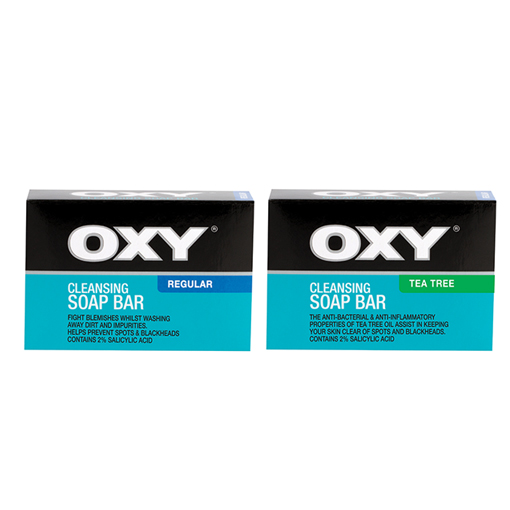 OXY®
CLEANSING
SOAP BAR
REGULAR
FIGHT BLEMISHES WHILST WASHING
AWAY DIRT AND IMPURITIES.
HELPS PREVENT SPOTS & BLACKHEADS
CONTAINS 2% SALICYLIC ACID
OXY®
CLEANSING
SOAP BAR
TEA TREE
THE ANTI-BACTERIAL & ANTI-INFLAMMATORY
PROPERTIES OF TEA TREE OIL ASSIST IN KEEPING
YOUR SKIN CLEAR OF SPOTS AND BLACKHEADS.
CONTAINS 2% SALICYLIC ACID